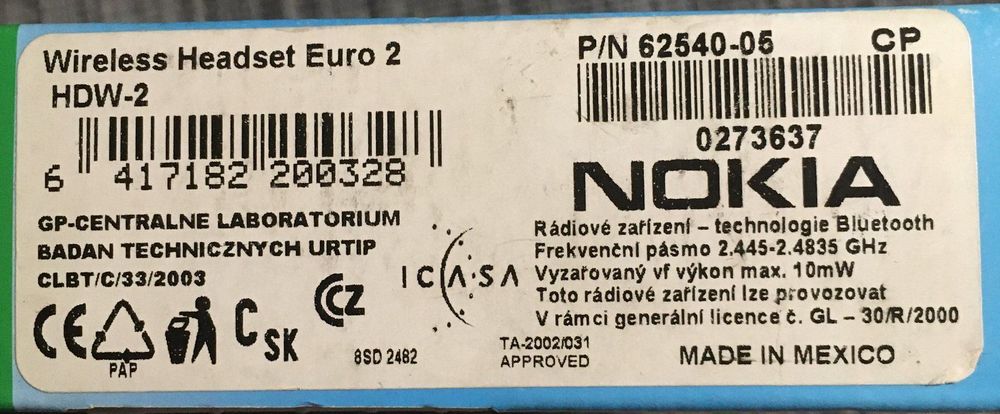 Wireless Headset Euro 2
HDW-2
6 417182 200328
GP-CENTRALNE LABORATORIUM
BADAN TECHNICZNYCH URTIP
CLBT/C/33/2003
CE
PAP
CSK
CCZ
8SD 2482
ICASA
TA-2002/031
APPROVED
P/N 62540-05 CP
0273637
NOKIA
Rádiové zařízení – technologie Bluetooth
Frekvenční pásmo 2.445-2.4835 GHz
Vyzařovaný vf výkon max. 10mW
Toto rádiové zařízení lze provozovat
V rámci generální licence č. GL – 30/R/2000
MADE IN MEXICO